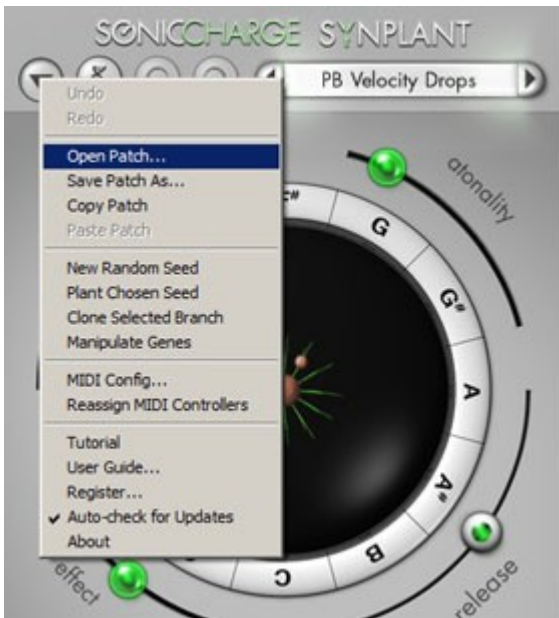 SONICCHARGE SYNPLANT
PB Velocity Drops
Undo
Redo
Open Patch...
Save Patch As...
Copy Patch
Paste Patch
New Random Seed
Plant Chosen Seed
Clone Selected Branch
Manipulate Genes
MIDI Config...
Reassign MIDI Controllers
Tutorial
User Guide...
Register...
Auto-check for Updates
About
atonality
G
G#
A
A#
B
C
effect
release